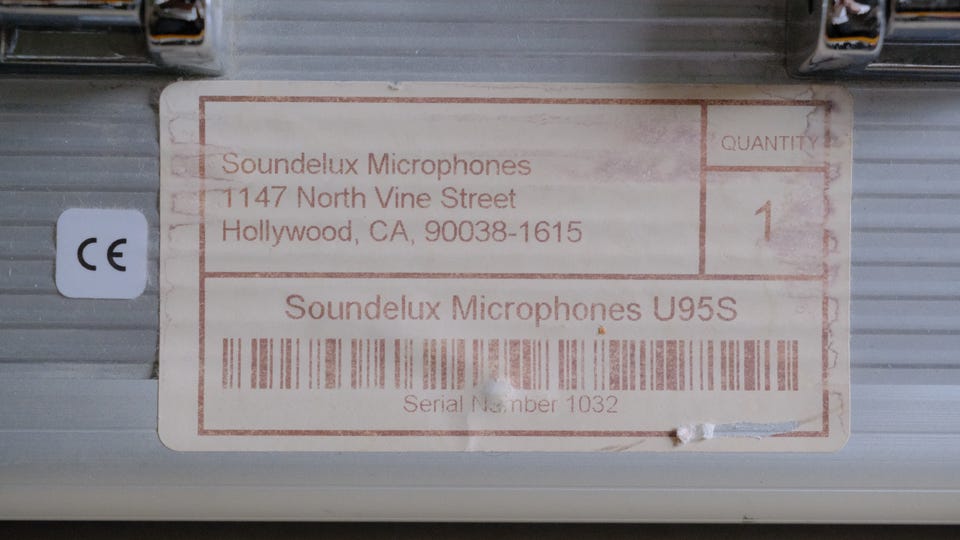 Soundelux Microphones
1147 North Vine Street
Hollywood, CA, 90038-1615
QUANTITY
1
CE
Soundelux Microphones U95S
Serial Number 1032